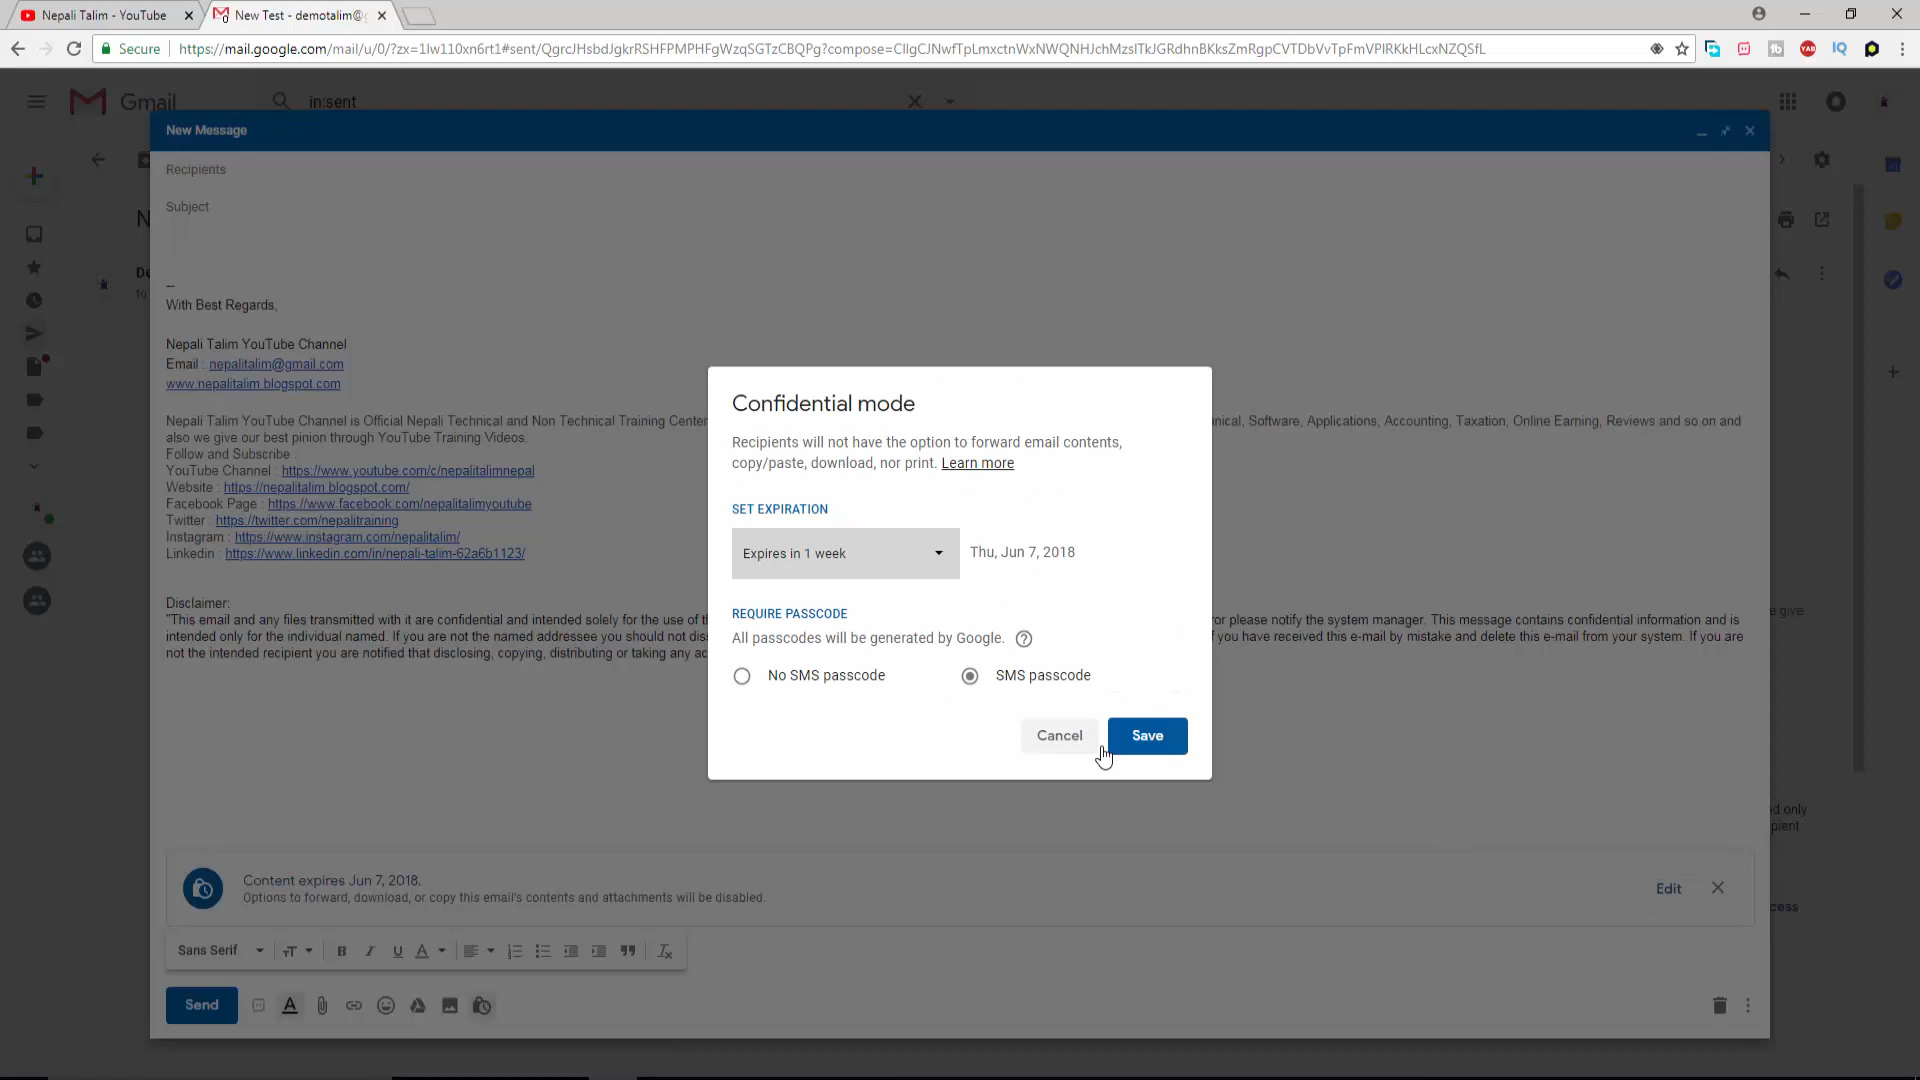 Nepali Talim - YouTube
New Test - demotalim@g
Secure
https://mail.google.com/mail/u/0/?zx=1lw110xn6rt1#sent/QgrcJHsbdJgkrRSHFPMPHFgWzqSGTzCBQPg?compose=CllgCJNwfTpLmxctnWxNWQNHJchMzslTkJGRdhnBKksZmRgpCVTDbVvTpFmVPlRKkHLcxNZQSfL
Gmail
in:sent
New Message
Recipients
Subject
--
With Best Regards,
Nepali Talim YouTube Channel
Email : nepalitalim@gmail.com
www.nepalitalim.blogspot.com
Nepali Talim YouTube Channel is Official Nepali Technical and Non Technical Training Center
nical, Software, Applications, Accounting, Taxation, Online Earning, Reviews and so on and
also we give our best pinion through YouTube Training Videos.
Follow and Subscribe :
YouTube Channel : https://www.youtube.com/c/nepalitalimnepal
Website : https://nepalitalim.blogspot.com/
Facebook Page : https://www.facebook.com/nepalitalimyoutube
Twitter : https://twitter.com/nepalitraining
Instagram : https://www.instagram.com/nepalitalim/
Linkedin : https://www.linkedin.com/in/nepali-talim-62a6b1123/
Disclaimer:
"This email and any files transmitted with it are confidential and intended solely for the use of th
or please notify the system manager. This message contains confidential information and is
intended only for the individual named. If you are not the named addressee you should not diss
f you have received this e-mail by mistake and delete this e-mail from your system. If you are
not the intended recipient you are notified that disclosing, copying, distributing or taking any ac
Confidential mode
Recipients will not have the option to forward email contents,
copy/paste, download, nor print. Learn more
SET EXPIRATION
Expires in 1 week
Thu, Jun 7, 2018
REQUIRE PASSCODE
All passcodes will be generated by Google.
No SMS passcode
SMS passcode
Cancel
Save
e give
d only
pient
cess
Content expires Jun 7, 2018.
Options to forward, download, or copy this email's contents and attachments will be disabled.
Edit
Sans Serif
Send